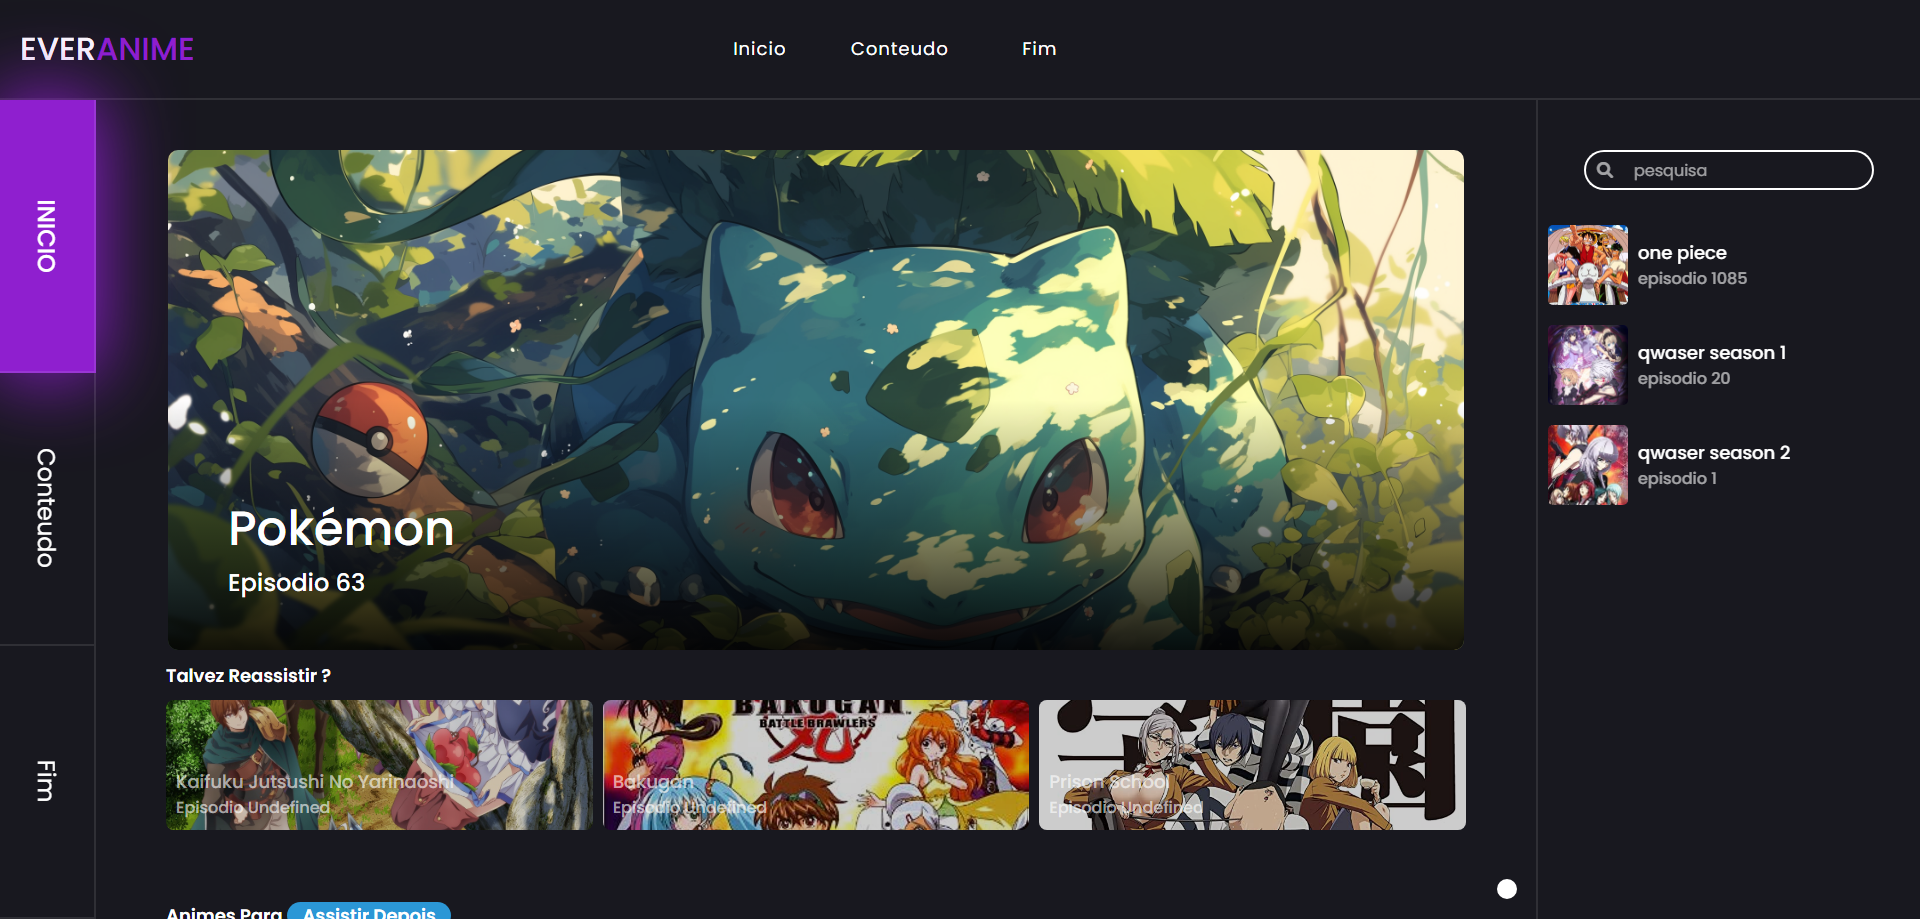 EVERANIME
Inicio
Conteudo
Fim
INICIO
Conteudo
Fim
Pokémon
Episodio 63
pesquisa
one piece
episodio 1085
qwaser season 1
episodio 20
qwaser season 2
episodio 1
Talvez Reassistir ?
Kaifuku Jutsushi No Yarinaoshi
Episodio Undefined
BAKUGAN
BATTLE BRAWLERS
Bakugan
Episodio Undefined
Prison School
Episodio Undefined
Animes Para Assistir Depois